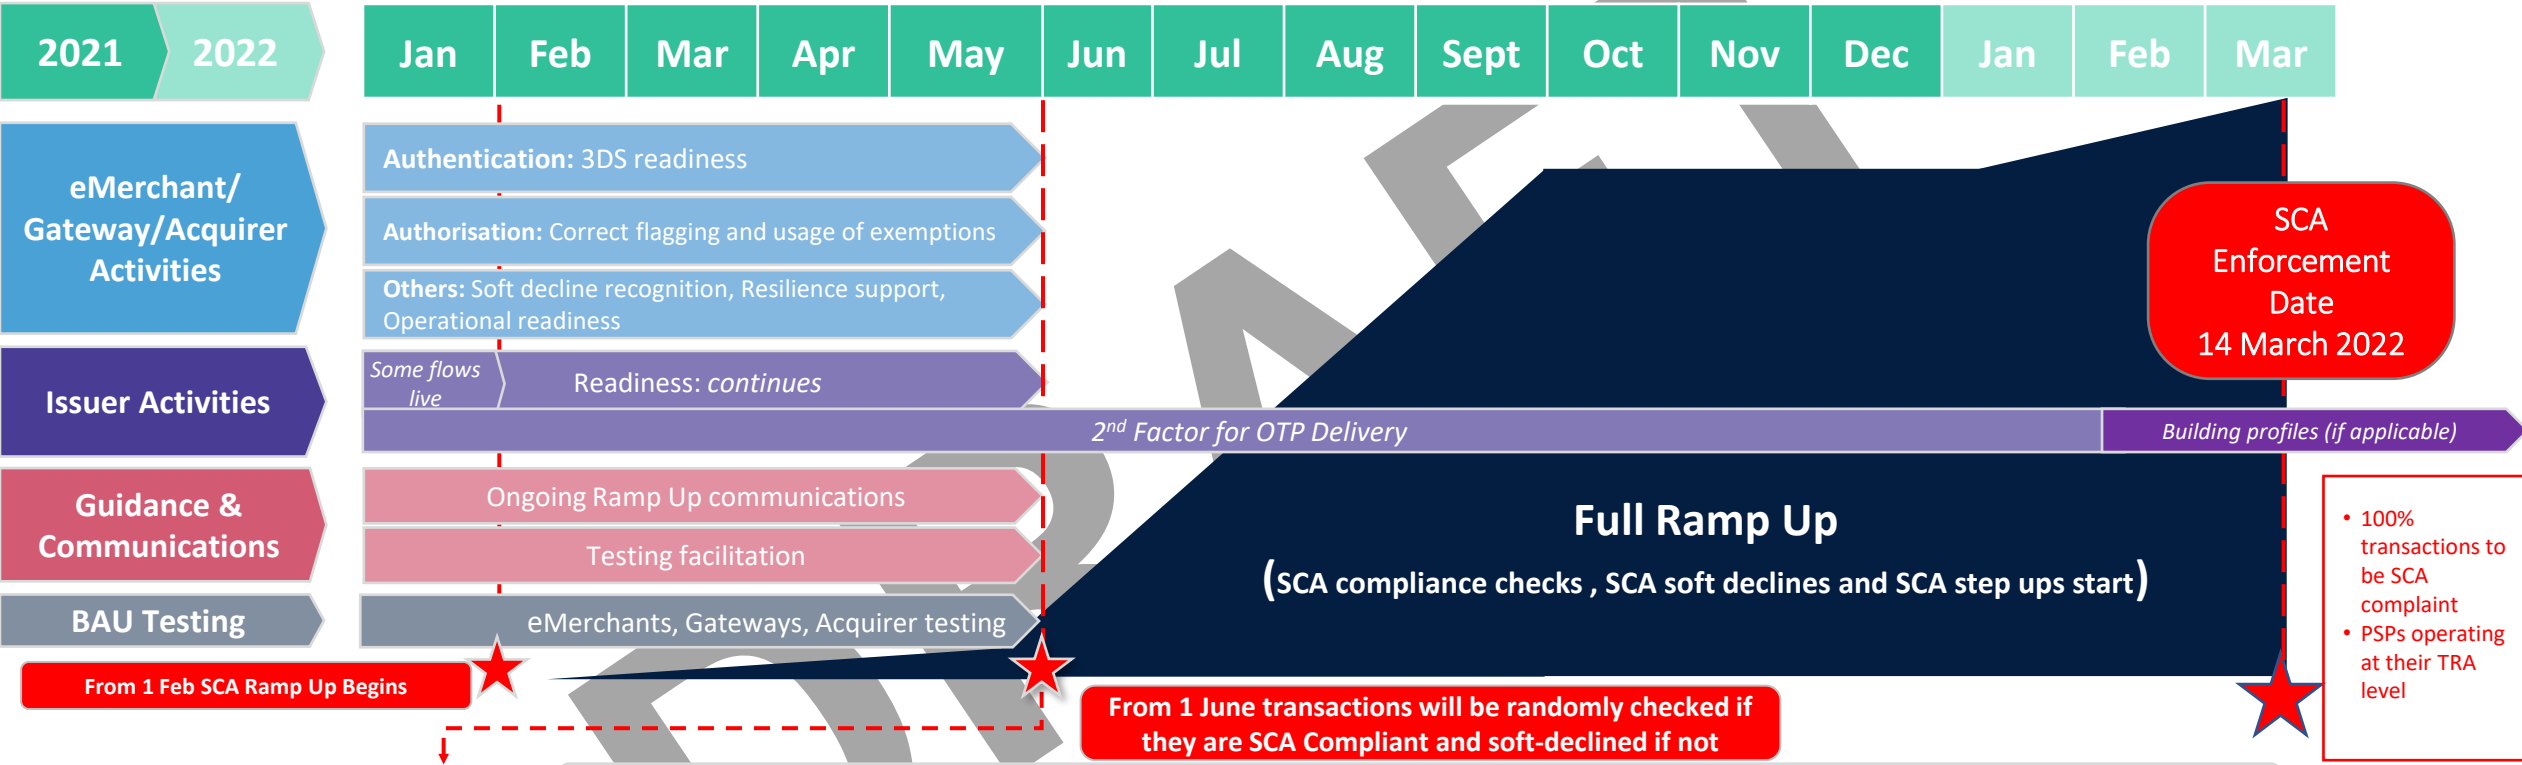 2021 2022 Jan Feb Mar Apr May Jun Jul Aug Sept Oct Nov Dec Jan Feb Mar
eMerchant/
Gateway/Acquirer
Activities
Authentication: 3DS readiness
Authorisation: Correct flagging and usage of exemptions
Others: Soft decline recognition, Resilience support,
Operational readiness
SCA
Enforcement
Date
14 March 2022
Issuer Activities
Some flows
live
Readiness: continues
2nd Factor for OTP Delivery
Building profiles (if applicable)
Guidance &
Communications
Ongoing Ramp Up communications
Testing facilitation
Full Ramp Up
(SCA compliance checks , SCA soft declines and SCA step ups start)
• 100%
transactions to
be SCA
complaint
• PSPs operating
at their TRA
level
BAU Testing
eMerchants, Gateways, Acquirer testing
From 1 Feb SCA Ramp Up Begins
From 1 June transactions will be randomly checked if
they are SCA Compliant and soft-declined if not
DRAFT